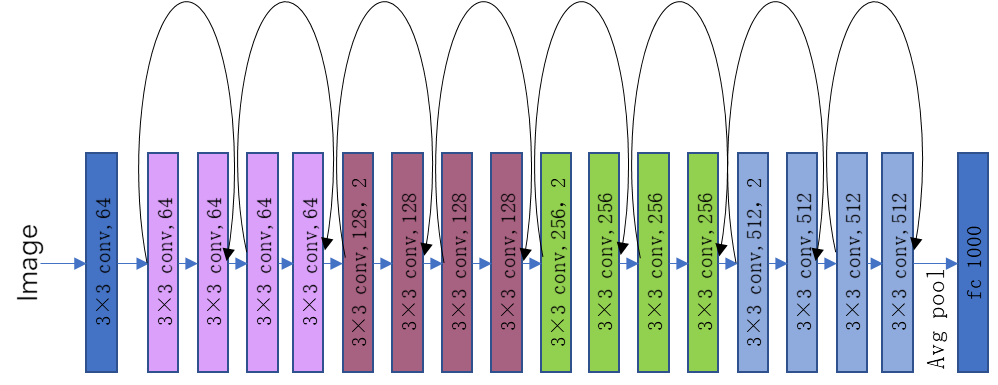 Image
3×3 conv,64
3×3 conv,64
3×3 conv,64
3×3 conv,64
3×3 conv,64
3×3 conv,128, 2
3×3 conv,128
3×3 conv,128
3×3 conv,128
3×3 conv,256, 2
3×3 conv,256
3×3 conv,256
3×3 conv,256
3×3 conv,512, 2
3×3 conv,512
3×3 conv,512
3×3 conv,512
Avg pool
fc 1000